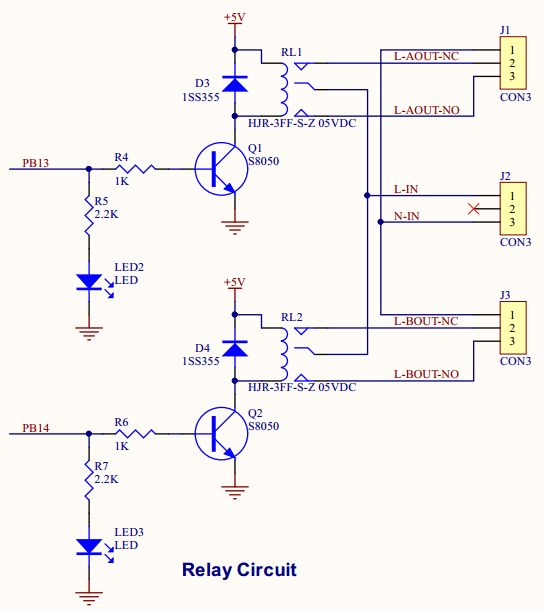 +5V
J1
RL1
1
L-AOUT-NC
2
D3
3
1SS355
L-AOUT-NO
CON3
HJR-3FF-S-Z 05VDC
Q1
S8050
PB13
R4
1K
J2
L-IN
1
2
N-IN
3
CON3
R5
2.2K
LED2
LED
+5V
J3
RL2
1
L-BOUT-NC
2
D4
3
1SS355
L-BOUT-NO
CON3
HJR-3FF-S-Z 05VDC
Q2
S8050
PB14
R6
1K
R7
2.2K
LED3
LED
Relay Circuit